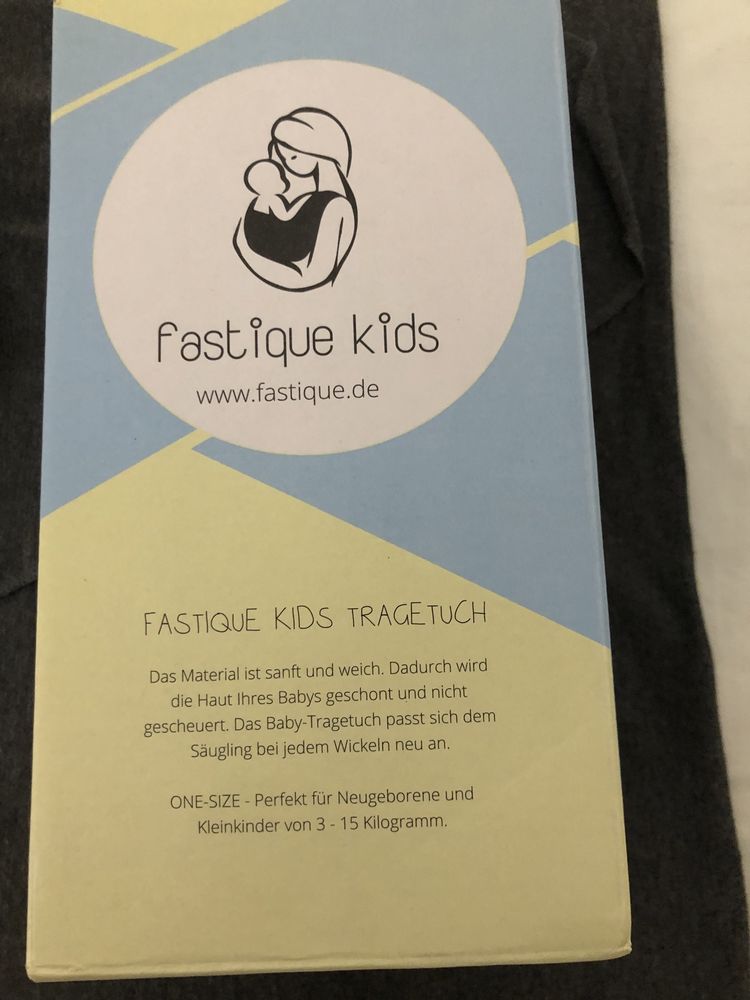 fastique kids
www.fastique.de
FASTIQUE KIDS TRAGETUCH
Das Material ist sanft und weich. Dadurch wird
die Haut Ihres Babys geschont und nicht
gescheuert. Das Baby-Tragetuch passt sich dem
Säugling bei jedem Wickeln neu an.
ONE-SIZE - Perfekt für Neugeborene und
Kleinkinder von 3 - 15 Kilogramm.